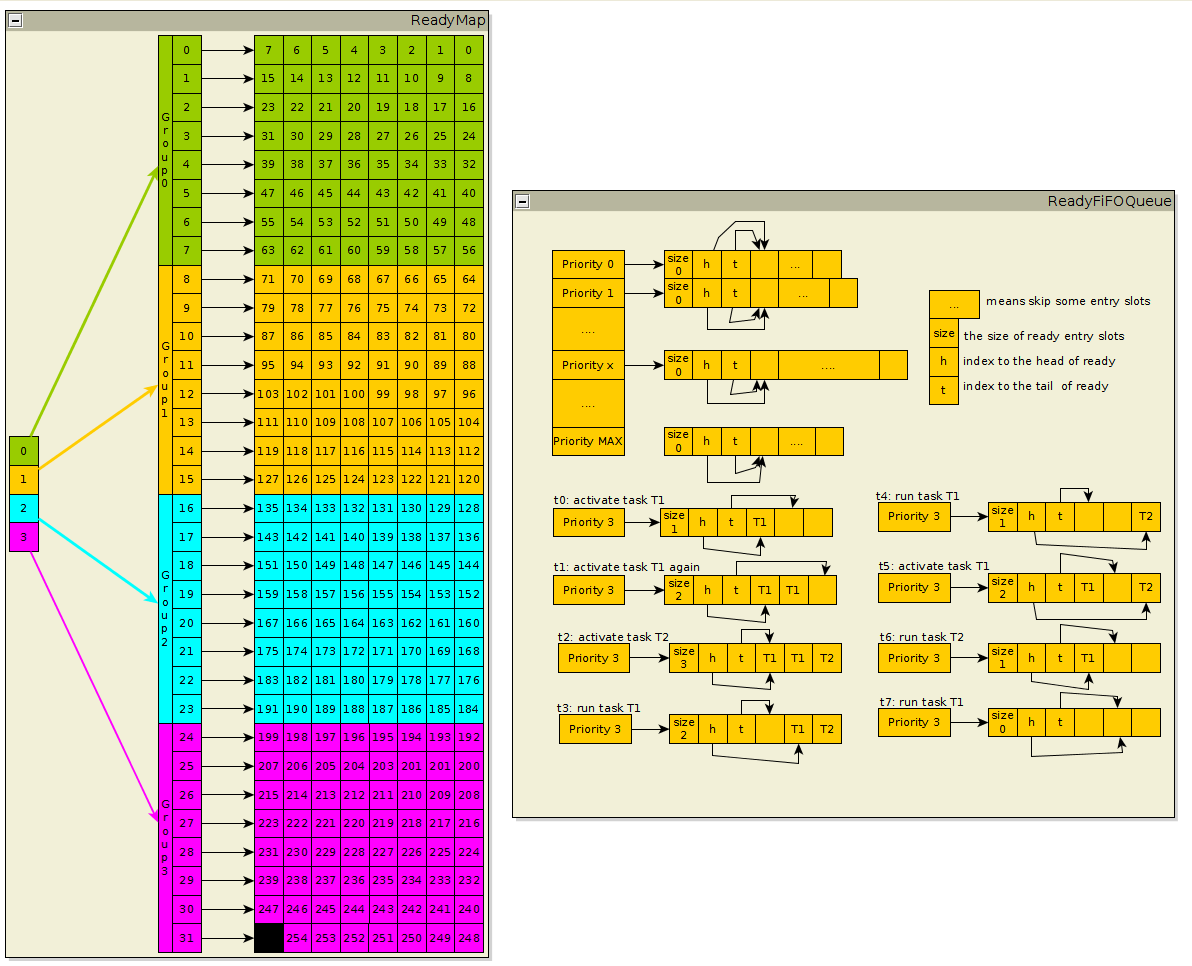 ReadyMap
0 7 6 5 4 3 2 1 0
1 15 14 13 12 11 10 9 8
2 23 22 21 20 19 18 17 16
3 31 30 29 28 27 26 25 24
4 39 38 37 36 35 34 33 32
5 47 46 45 44 43 42 41 40
6 55 54 53 52 51 50 49 48
7 63 62 61 60 59 58 57 56
Group0
8 71 70 69 68 67 66 65 64
9 79 78 77 76 75 74 73 72
10 87 86 85 84 83 82 81 80
11 95 94 93 92 91 90 89 88
12 103 102 101 100 99 98 97 96
13 111 110 109 108 107 106 105 104
14 119 118 117 116 115 114 113 112
15 127 126 125 124 123 122 121 120
Group1
16 135 134 133 132 131 130 129 128
17 143 142 141 140 139 138 137 136
18 151 150 149 148 147 146 145 144
19 159 158 157 156 155 154 153 152
20 167 166 165 164 163 162 161 160
21 175 174 173 172 171 170 169 168
22 183 182 181 180 179 178 177 176
23 191 190 189 188 187 186 185 184
Group2
24 199 198 197 196 195 194 193 192
25 207 206 205 204 203 201 201 200
26 215 214 213 212 211 210 209 208
27 223 222 221 220 219 218 217 216
28 231 230 229 228 227 226 225 224
29 239 238 237 236 235 234 233 232
30 247 246 245 244 243 242 241 240
31 254 253 252 251 250 249 248
Group3
0
1
2
3
ReadyFiFOQueue
Priority 0 size 0 h t ...
Priority 1 size 0 h t ...
....
Priority x size 0 h t ....
....
Priority MAX size 0 h t ....
... means skip some entry slots
size the size of ready entry slots
h index to the head of ready
t index to the tail of ready
t0: activate task T1
Priority 3 size 1 h t T1
t1: activate task T1 again
Priority 3 size 2 h t T1 T1
t2: activate task T2
Priority 3 size 3 h t T1 T1 T2
t3: run task T1
Priority 3 size 2 h t T1 T2
t4: run task T1
Priority 3 size 1 h t T2
t5: activate task T1
Priority 3 size 2 h t T1 T2
t6: run task T2
Priority 3 size 1 h t T1
t7: run task T1
Priority 3 size 0 h t